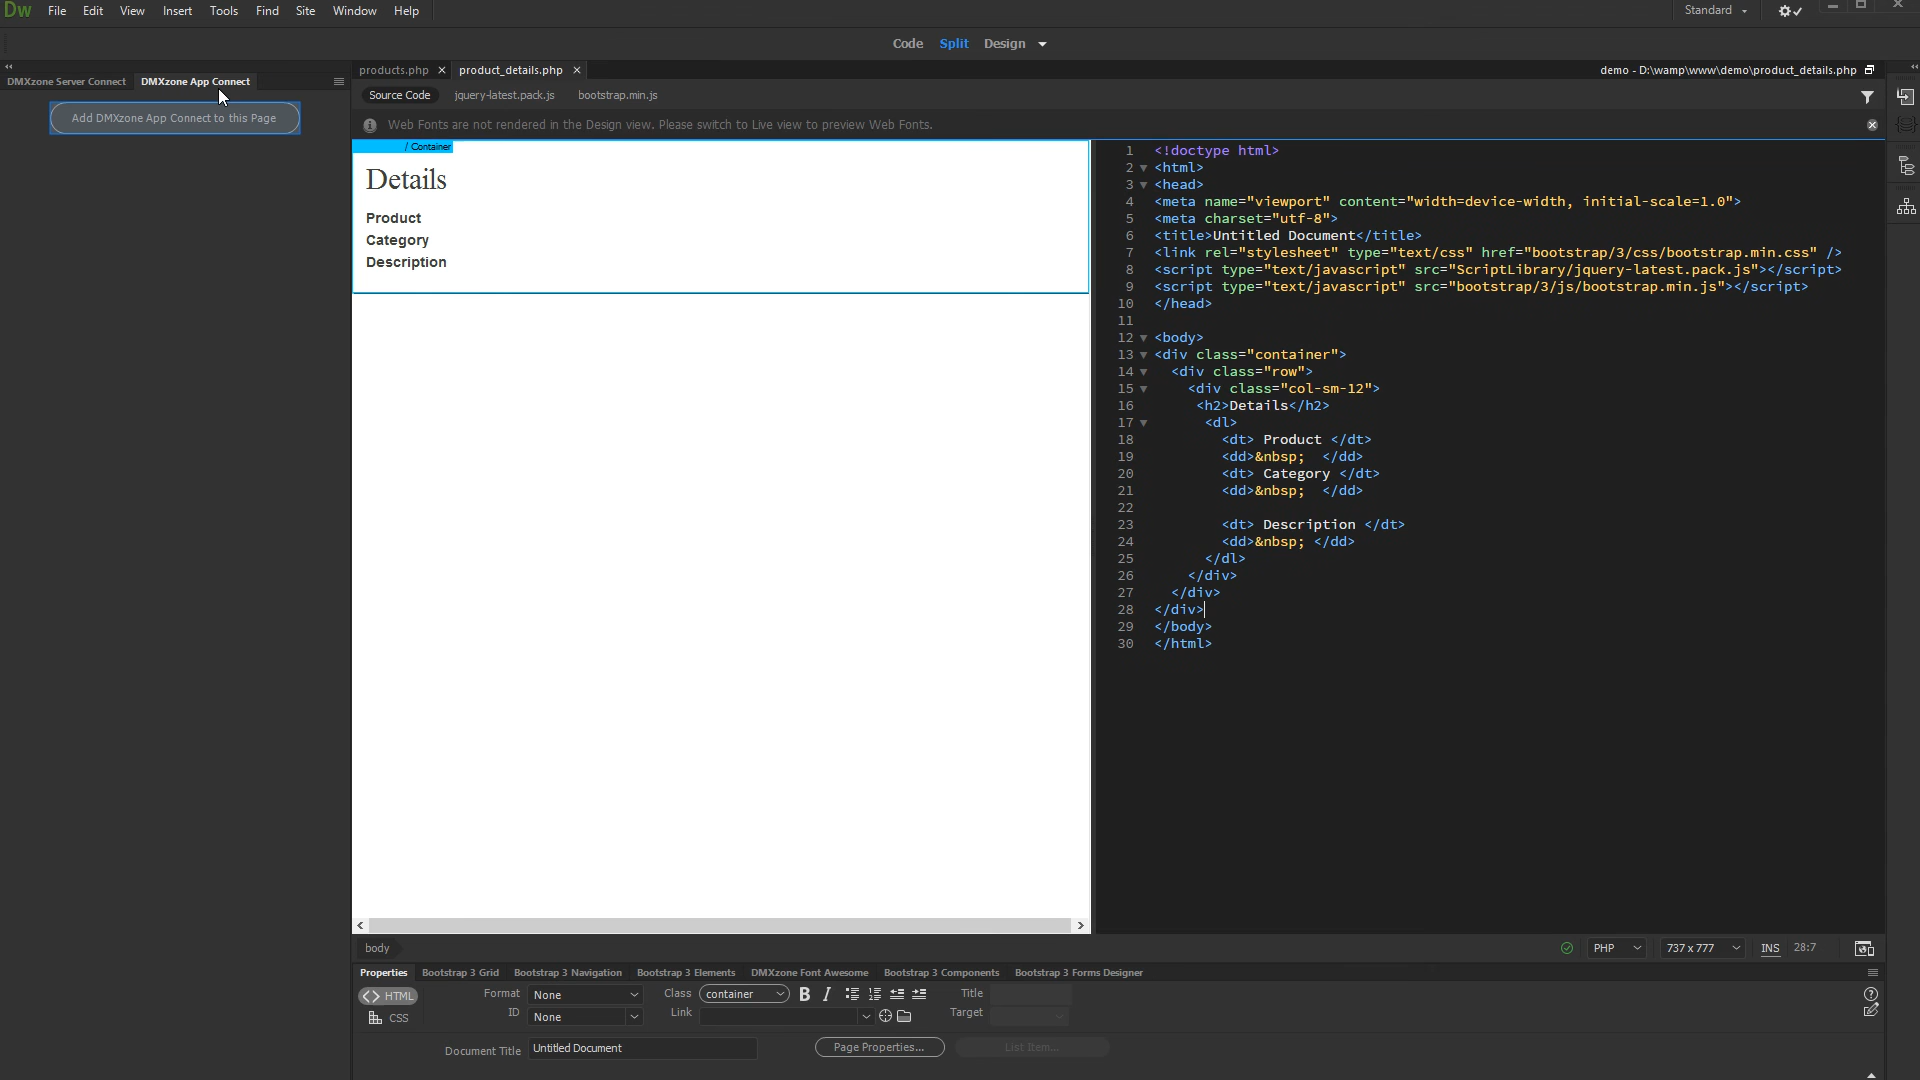 Dw File Edit View Insert Tools Find Site Window Help Standard
Code Split Design
DMXzone Server Connect DMXzone App Connect
Add DMXzone App Connect to this Page
products.php product_details.php demo - D:\wamp\www\demo\product_details.php
Source Code jquery-latest.pack.js bootstrap.min.js
Web Fonts are not rendered in the Design view. Please switch to Live view to preview Web Fonts.
/ Container
Details
Product
Category
Description
1 <!doctype html>
2 <html>
3 <head>
4 <meta name="viewport" content="width=device-width, initial-scale=1.0">
5 <meta charset="utf-8">
6 <title>Untitled Document</title>
7 <link rel="stylesheet" type="text/css" href="bootstrap/3/css/bootstrap.min.css" />
8 <script type="text/javascript" src="ScriptLibrary/jquery-latest.pack.js"></script>
9 <script type="text/javascript" src="bootstrap/3/js/bootstrap.min.js"></script>
10 </head>
11
12 <body>
13 <div class="container">
14 <div class="row">
15 <div class="col-sm-12">
16 <h2>Details</h2>
17 <dl>
18 <dt> Product </dt>
19 <dd>&nbsp; </dd>
20 <dt> Category </dt>
21 <dd>&nbsp; </dd>
22
23 <dt> Description </dt>
24 <dd>&nbsp; </dd>
25 </dl>
26 </div>
27 </div>
28 </div>
29 </body>
30 </html>
body PHP 737 x 777 INS 28:7
Properties Bootstrap 3 Grid Bootstrap 3 Navigation Bootstrap 3 Elements DMXzone Font Awesome Bootstrap 3 Components Bootstrap 3 Forms Designer
<> HTML Format None Class container B I Title
CSS ID None Link Target
Document Title Untitled Document Page Properties... List Item...